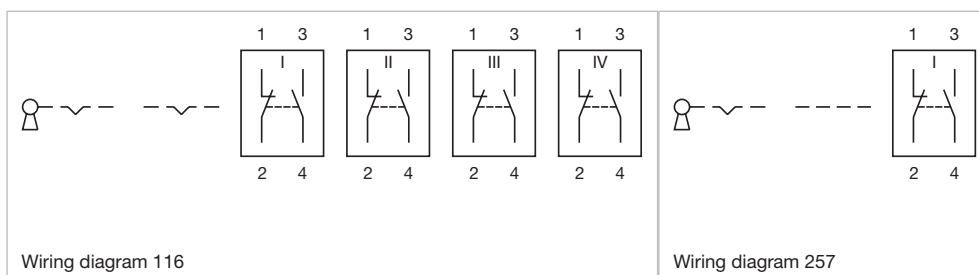 1 3 1 3 1 3 1 3 1 3
I II III IV I
2 4 2 4 2 4 2 4 2 4
Wiring diagram 116 Wiring diagram 257